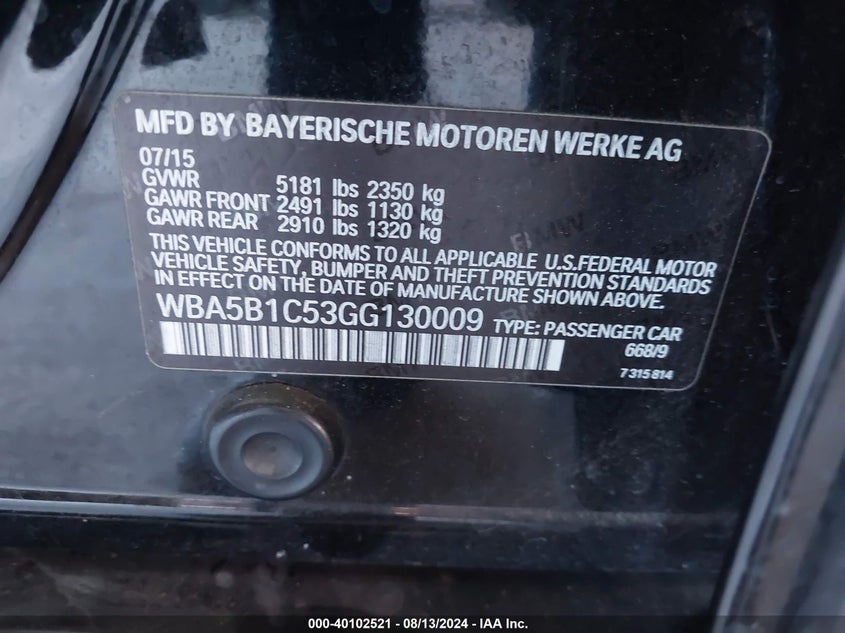 MFD BY BAYERISCHE MOTOREN WERKE AG
07/15
GVWR 5181 lbs 2350 kg
GAWR FRONT 2491 lbs 1130 kg
GAWR REAR 2910 lbs 1320 kg
THIS VEHICLE CONFORMS TO ALL APPLICABLE U.S.FEDERAL MOTOR
VEHICLE SAFETY, BUMPER AND THEFT PREVENTION STANDARDS
IN EFFECT ON THE DATE OF MANUFACTURE SHOWN ABOVE.
WBA5B1C53GG130009 TYPE: PASSENGER CAR
668/9
7 315 814
000-40102521 - 08/13/2024 - IAA Inc.